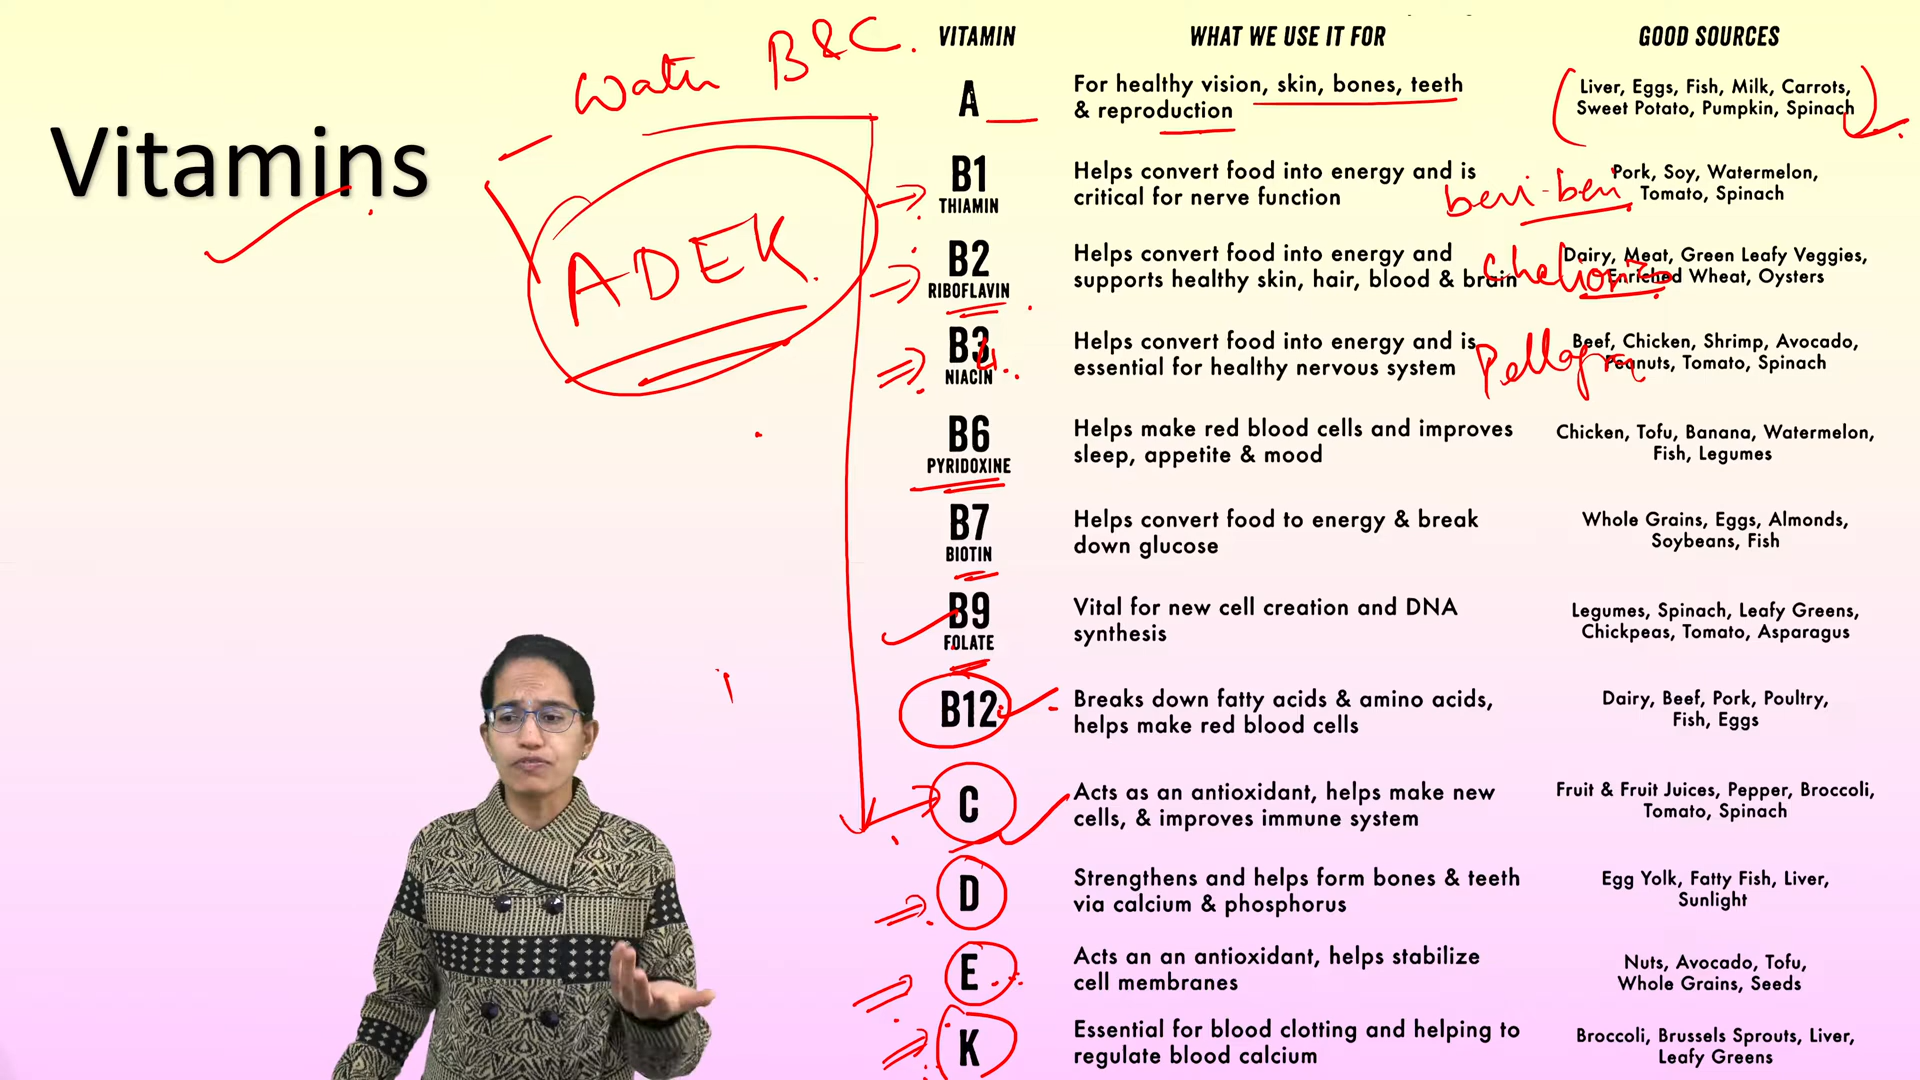 Water B & C.
Vitamins
ADEK.
VITAMIN WHAT WE USE IT FOR GOOD SOURCES
A For healthy vision, skin, bones, teeth Liver, Eggs, Fish, Milk, Carrots,
& reproduction Sweet Potato, Pumpkin, Spinach
B1 Helps convert food into energy and is Pork, Soy, Watermelon,
THIAMIN critical for nerve function beri-beri Tomato, Spinach
B2 Helps convert food into energy and Dairy, Meat, Green Leafy Veggies,
RIBOFLAVIN supports healthy skin, hair, blood & brain Enriched Wheat, Oysters
B3 Helps convert food into energy and is Beef, Chicken, Shrimp, Avocado,
NIACIN essential for healthy nervous system Pellagra Peanuts, Tomato, Spinach
B6 Helps make red blood cells and improves Chicken, Tofu, Banana, Watermelon,
PYRIDOXINE sleep, appetite & mood Fish, Legumes
B7 Helps convert food to energy & break Whole Grains, Eggs, Almonds,
BIOTIN down glucose Soybeans, Fish
B9 Vital for new cell creation and DNA Legumes, Spinach, Leafy Greens,
FOLATE synthesis Chickpeas, Tomato, Asparagus
B12 Breaks down fatty acids & amino acids, Dairy, Beef, Pork, Poultry,
helps make red blood cells Fish, Eggs
C Acts as an antioxidant, helps make new Fruit & Fruit Juices, Pepper, Broccoli,
cells, & improves immune system Tomato, Spinach
D Strengthens and helps form bones & teeth Egg Yolk, Fatty Fish, Liver,
via calcium & phosphorus Sunlight
E Acts an an antioxidant, helps stabilize Nuts, Avocado, Tofu,
cell membranes Whole Grains, Seeds
K Essential for blood clotting and helping to Broccoli, Brussels Sprouts, Liver,
regulate blood calcium Leafy Greens